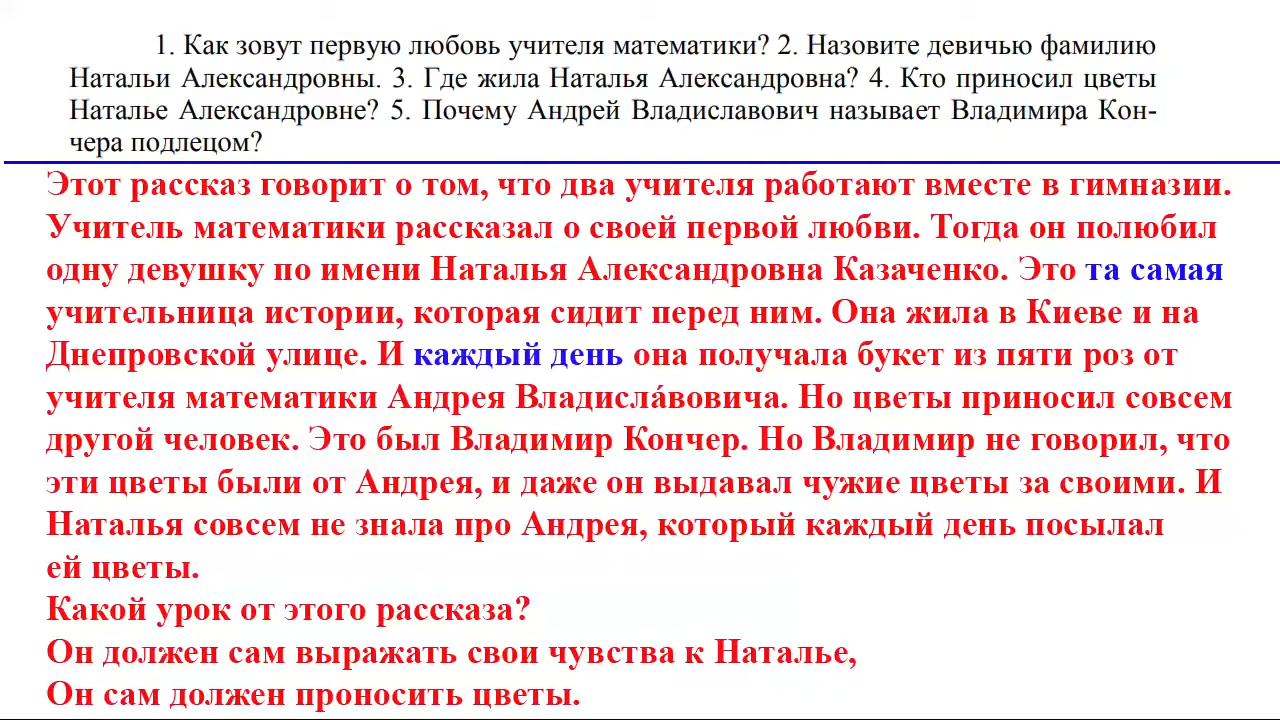 1. Как зовут первую любовь учителя математики? 2. Назовите девичью фамилию
Натальи Александровны. 3. Где жила Наталья Александровна? 4. Кто приносил цветы
Наталье Александровне? 5. Почему Андрей Владиславович называет Владимира Кон-
чера подлецом?
Этот рассказ говорит о том, что два учителя работают вместе в гимназии.
Учитель математики рассказал о своей первой любви. Тогда он полюбил
одну девушку по имени Наталья Александровна Казаченко. Это та самая
учительница истории, которая сидит перед ним. Она жила в Киеве и на
Днепровской улице. И каждый день она получала букет из пяти роз от
учителя математики Андрея Владисла́вовича. Но цветы приносил совсем
другой человек. Это был Владимир Кончер. Но Владимир не говорил, что
эти цветы были от Андрея, и даже он выдавал чужие цветы за своими. И
Наталья совсем не знала про Андрея, который каждый день посылал
ей цветы.
Какой урок от этого рассказа?
Он должен сам выражать свои чувства к Наталье,
Он сам должен проносить цветы.